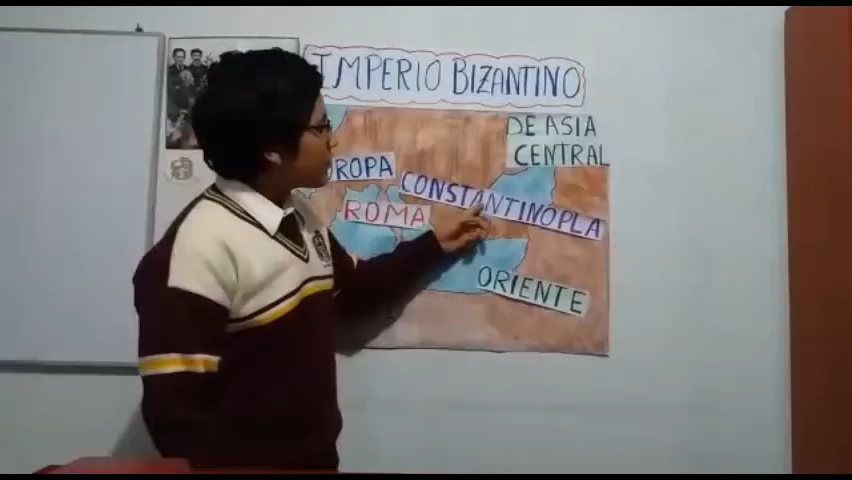 IMPERIO BIZANTINO
DE ASIA
CENTRAL
ROPA
CONSTANTINOPLA
ROMA
ORIENTE